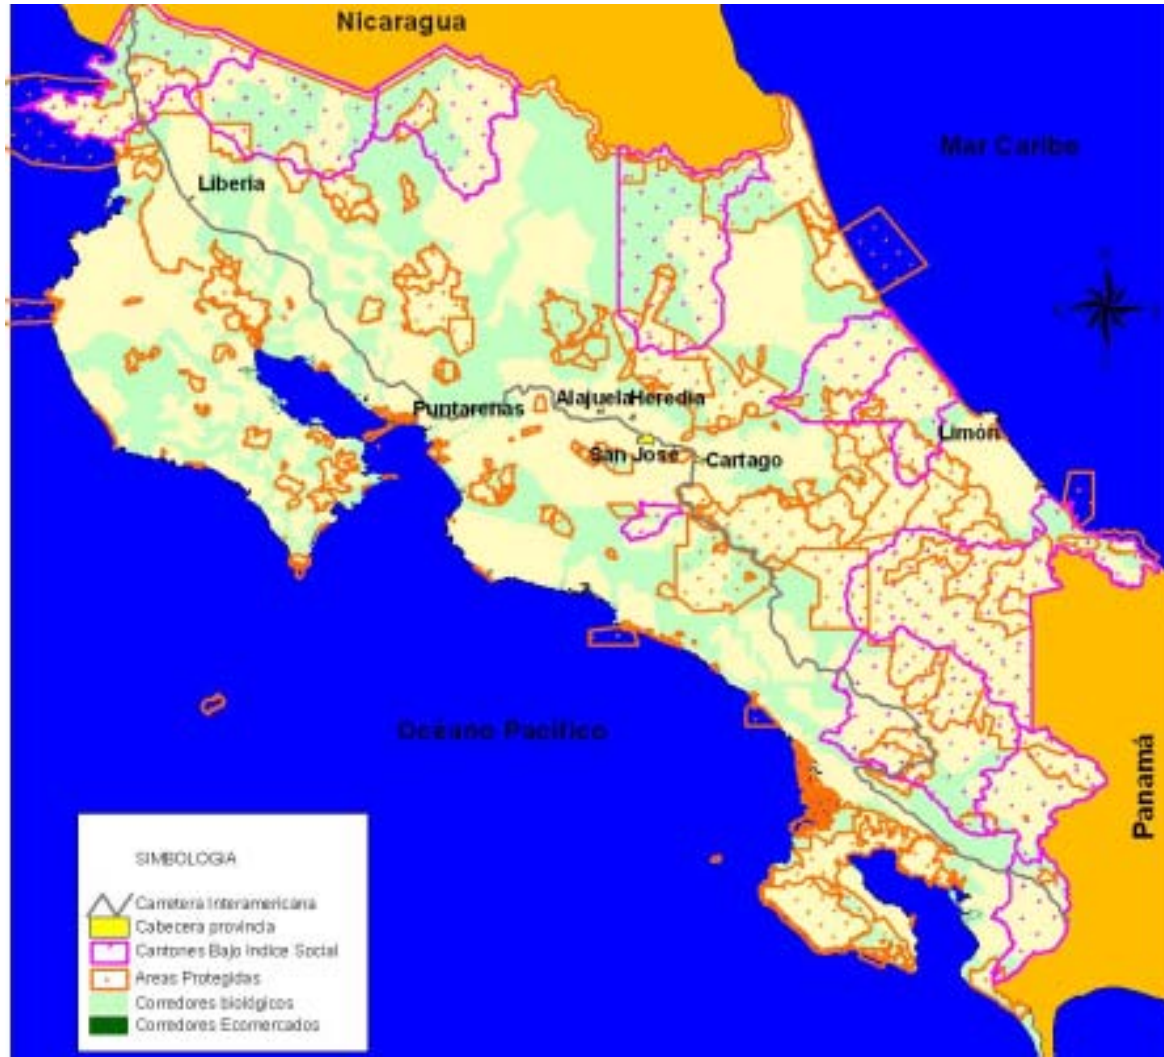 Nicaragua
Mar Caribe
Liberia
Puntarenas
Alajuela
Heredia
San José
Cartago
Limón
Océano Pacifico
Panamá
SIMBOLOGIA
Carretera Interamericana
Cabecera provincia
Cantones Bajo Indice Social
Areas Protegidas
Corredores biológicos
Corredores Ecomercados